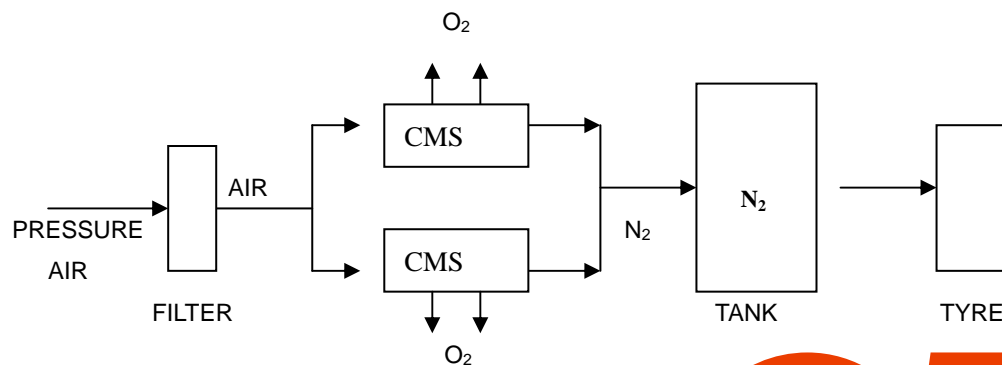 O₂
CMS
AIR
PRESSURE
AIR
N₂
N₂
CMS
FILTER
TANK
TYRE
O₂